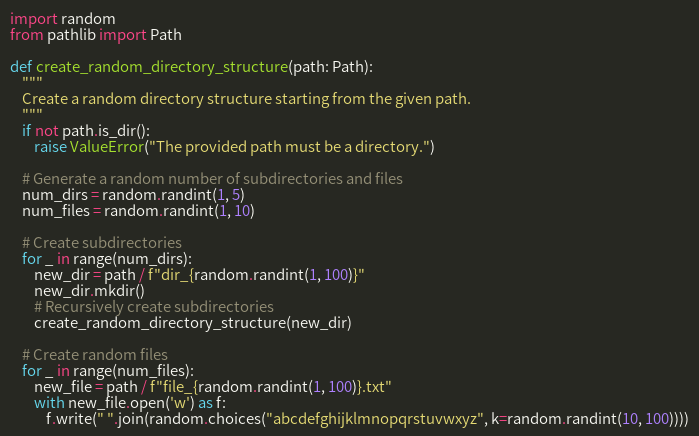 import random
from pathlib import Path

def create_random_directory_structure(path: Path):
    """
    Create a random directory structure starting from the given path.
    """
    if not path.is_dir():
        raise ValueError("The provided path must be a directory.")

    # Generate a random number of subdirectories and files
    num_dirs = random.randint(1, 5)
    num_files = random.randint(1, 10)

    # Create subdirectories
    for _ in range(num_dirs):
        new_dir = path / f"dir_{random.randint(1, 100)}"
        new_dir.mkdir()
        # Recursively create subdirectories
        create_random_directory_structure(new_dir)

    # Create random files
    for _ in range(num_files):
        new_file = path / f"file_{random.randint(1, 100)}.txt"
        with new_file.open('w') as f:
            f.write(" ".join(random.choices("abcdefghijklmnopqrstuvwxyz", k=random.randint(10, 100))))